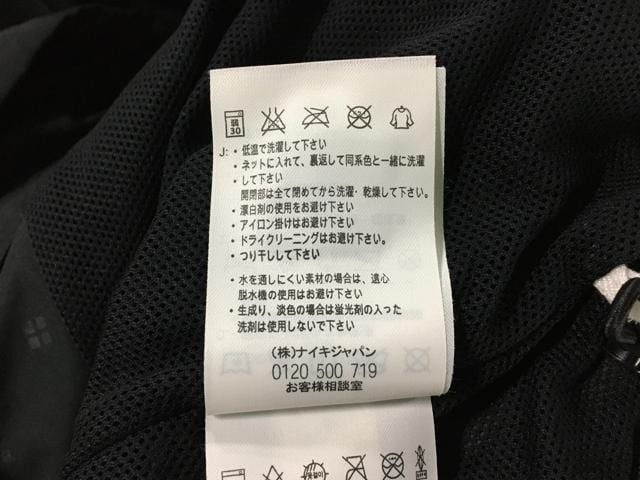 弱
30
J: ・低温で洗濯して下さい
・ネットに入れて、裏返して同系色と一緒に洗濯
・して下さい
開閉部は全て閉めてから洗濯・乾燥して下さい。
・漂白剤の使用をお避け下さい
・アイロン掛けはお避け下さい
・ドライクリーニングはお避け下さい。
・つり干しして下さい
・水を通しにくい素材の場合は、遠心
脱水機の使用はお避け下さい
・生成り、淡色の場合は蛍光剤の入った
洗剤は使用しないで下さい
(株)ナイキジャパン
0120 500 719
お客様相談室